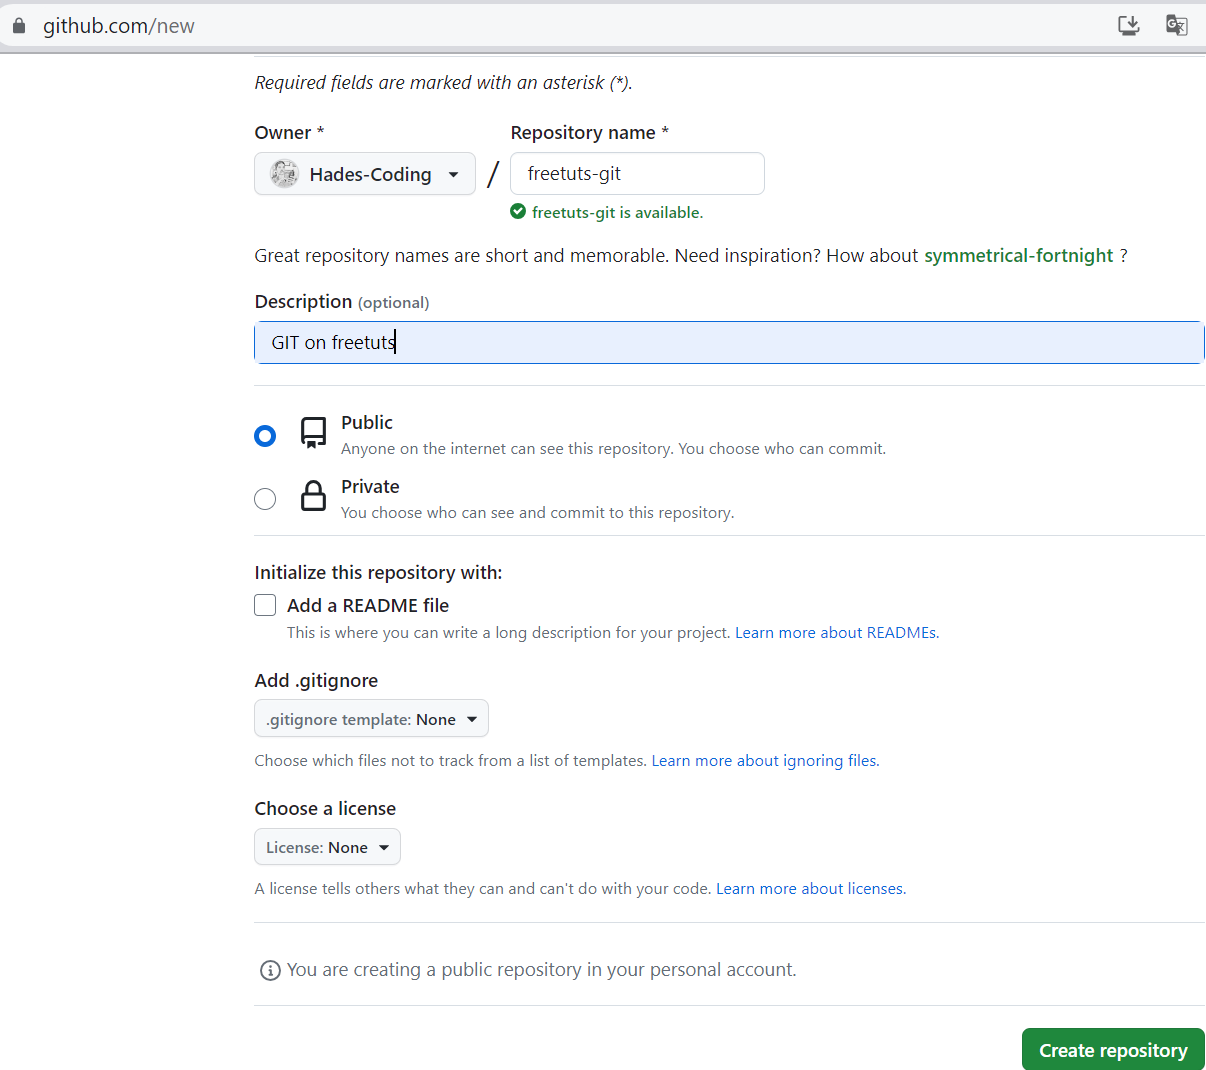 github.com/new
Required fields are marked with an asterisk (*).
Owner *
Repository name *
Hades-Coding
/
freetuts-git
freetuts-git is available.
Great repository names are short and memorable. Need inspiration? How about symmetrical-fortnight ?
Description (optional)
GIT on freetuts
Public
Anyone on the internet can see this repository. You choose who can commit.
Private
You choose who can see and commit to this repository.
Initialize this repository with:
Add a README file
This is where you can write a long description for your project. Learn more about READMEs.
Add .gitignore
.gitignore template: None
Choose which files not to track from a list of templates. Learn more about ignoring files.
Choose a license
License: None
A license tells others what they can and can't do with your code. Learn more about licenses.
You are creating a public repository in your personal account.
Create repository